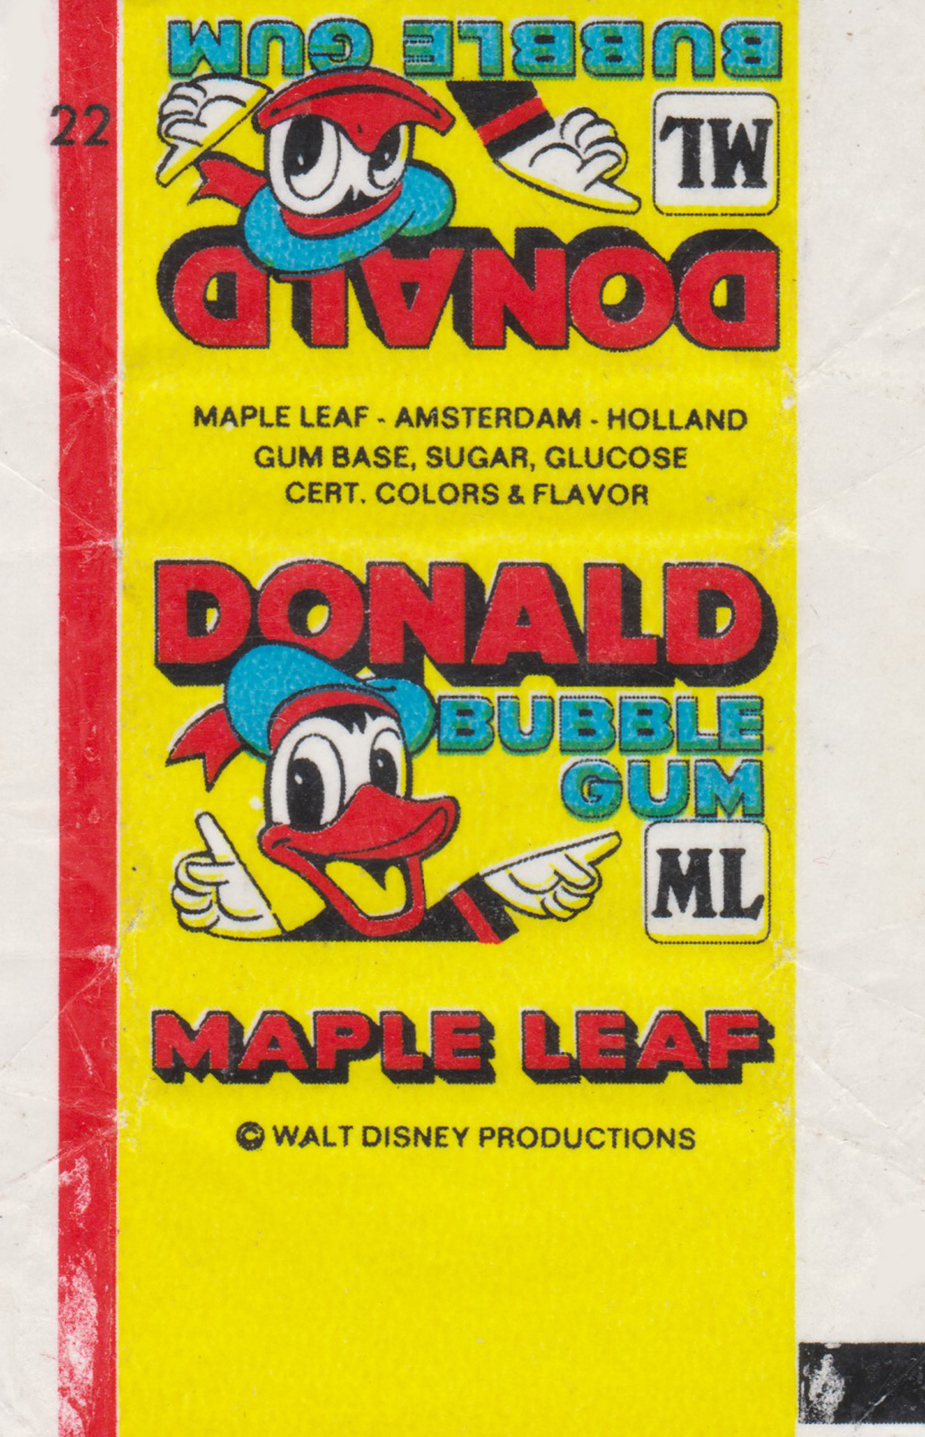 BUBBLE GUM
22
ML
DONALD
MAPLE LEAF - AMSTERDAM - HOLLAND
GUM BASE, SUGAR, GLUCOSE
CERT. COLORS & FLAVOR
DONALD
BUBBLE
GUM
ML
MAPLE LEAF
© WALT DISNEY PRODUCTIONS